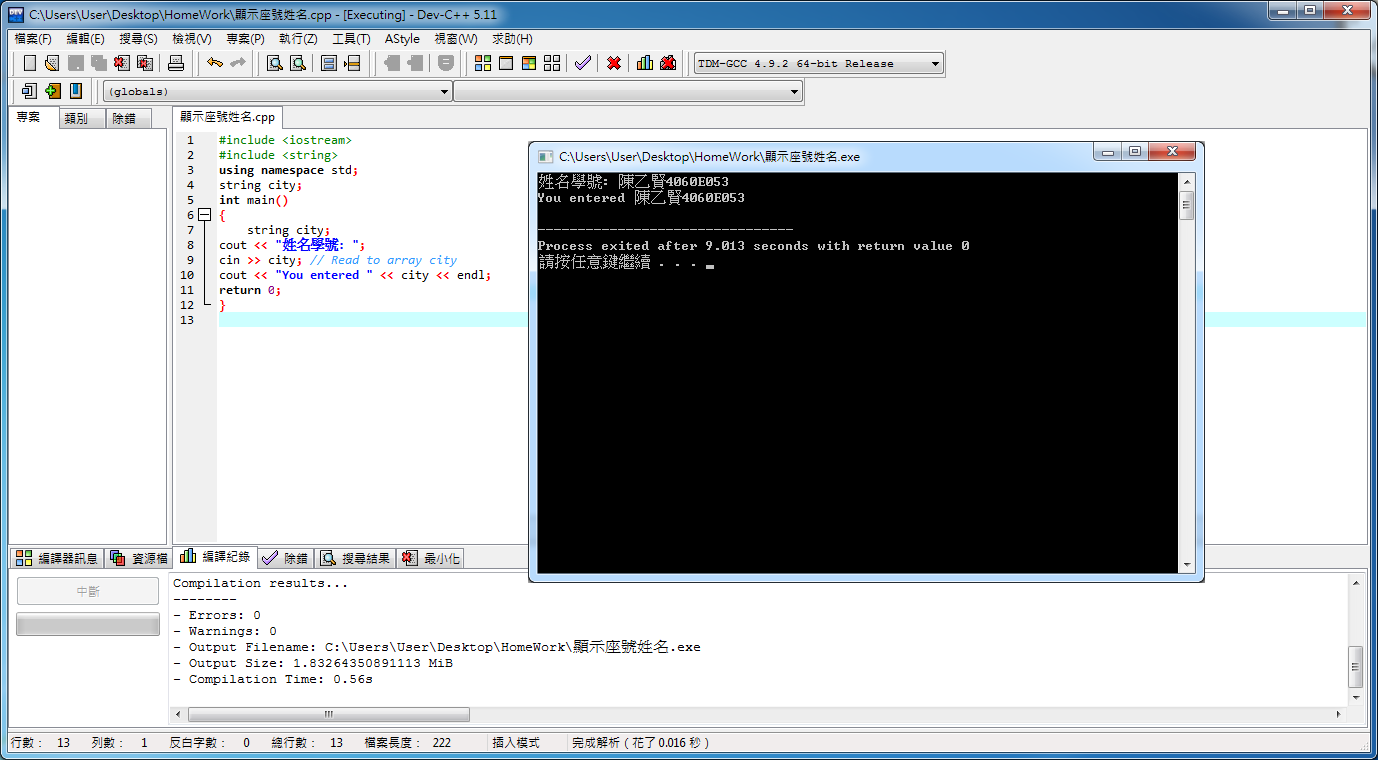 C:\Users\User\Desktop\HomeWork\顯示座號姓名.cpp - [Executing] - Dev-C++ 5.11
檔案(F) 編輯(E) 搜尋(S) 檢視(V) 專案(P) 執行(Z) 工具(T) AStyle 視窗(W) 求助(H)
TDM-GCC 4.9.2 64-bit Release
(globals)
專案 類別 除錯
顯示座號姓名.cpp
1 #include <iostream>
2 #include <string>
3 using namespace std;
4 string city;
5 int main()
6 {
7 string city;
8 cout << "姓名學號: ";
9 cin >> city; // Read to array city
10 cout << "You entered " << city << endl;
11 return 0;
12 }
13
C:\Users\User\Desktop\HomeWork\顯示座號姓名.exe
姓名學號: 陳乙賢4060E053
You entered 陳乙賢4060E053
--------------------------------
Process exited after 9.013 seconds with return value 0
請按任意鍵繼續 . . .
編譯器訊息 資源檔 編譯紀錄 除錯 搜尋結果 最小化
中斷
Compilation results...
--------
- Errors: 0
- Warnings: 0
- Output Filename: C:\Users\User\Desktop\HomeWork\顯示座號姓名.exe
- Output Size: 1.83264350891113 MiB
- Compilation Time: 0.56s
行數： 13 列數： 1 反白字數： 0 總行數： 13 檔案長度： 222 插入模式 完成解析 ( 花了 0.016 秒 )